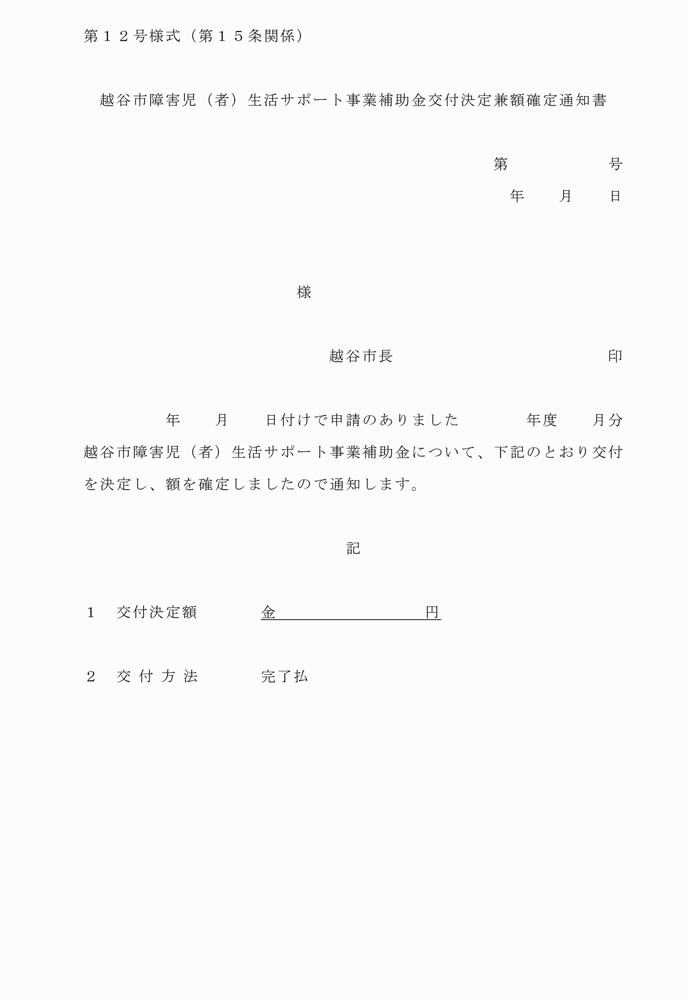 第１２号様式（第１５条関係）
越谷市障害児（者）生活サポート事業補助金交付決定兼額確定通知書
第　　　　　　号
年　　月　　日
様
越谷市長　　　　　　　　　　　　　印
年　　月　　日付けで申請のありました　　　　年度　　月分
越谷市障害児（者）生活サポート事業補助金について、下記のとおり交付
を決定し、額を確定しましたので通知します。
記
１　交付決定額　　　　金　　　　　　　　　円
２　交 付 方 法　　　　完了払